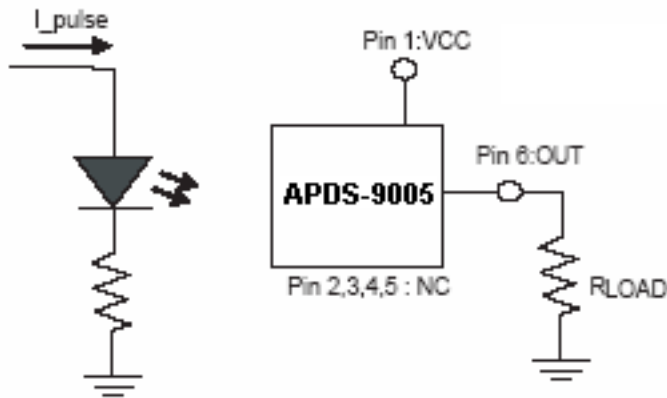 I_pulse
Pin 1:VCC
Pin 6:OUT
APDS-9005
Pin 2,3,4,5 : NC
RLOAD